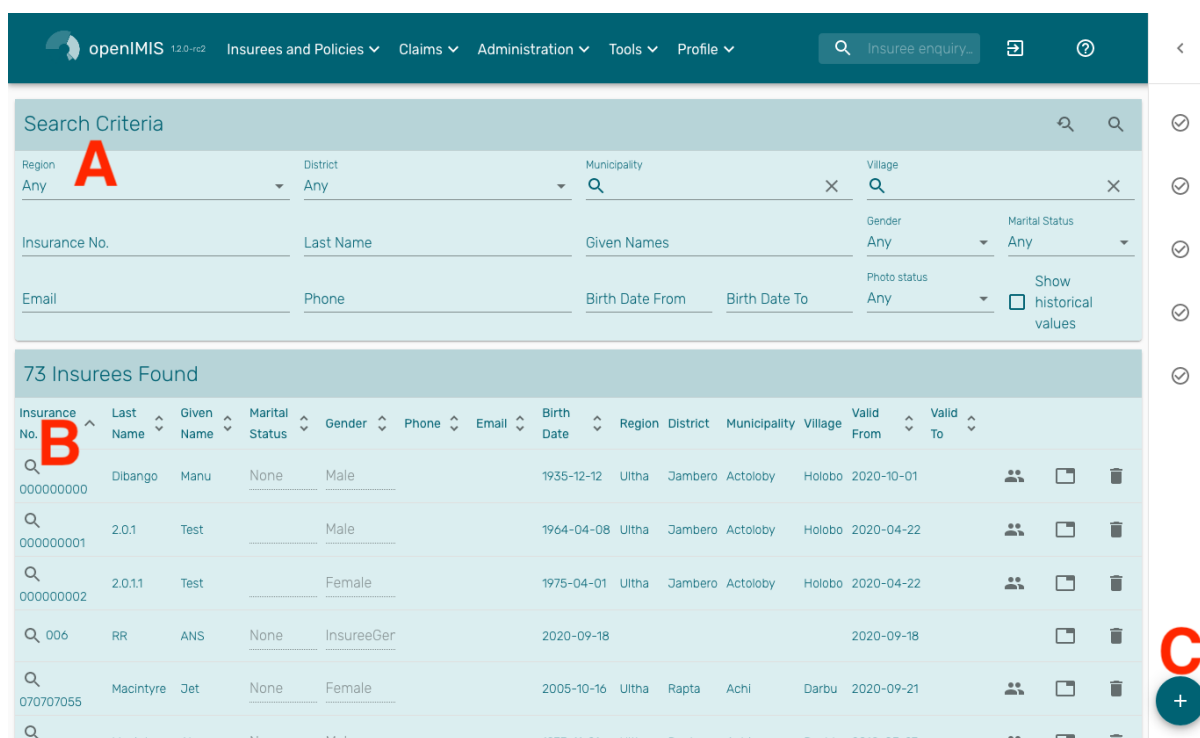 openIMIS 1.2.0-rc2 Insurees and Policies Claims Administration Tools Profile Insuree enquiry...
Search Criteria
A
Region District Municipality Village
Any Any
Gender Marital Status
Insurance No. Last Name Given Names Any Any
Photo status
Email Phone Birth Date From Birth Date To Any
Show
historical
values
73 Insurees Found
Insurance No. Last Name Given Name Marital Status Gender Phone Email Birth Date Region District Municipality Village Valid From Valid To
B
000000000 Dibango Manu None Male 1935-12-12 Ultha Jambero Actoloby Holobo 2020-10-01
000000001 2.0.1 Test Male 1964-04-08 Ultha Jambero Actoloby Holobo 2020-04-22
000000002 2.0.1.1 Test Female 1975-04-01 Ultha Jambero Actoloby Holobo 2020-04-22
006 RR ANS None InsureeGer 2020-09-18 2020-09-18
C
070707055 Macintyre Jet None Female 2005-10-16 Ultha Rapta Achi Darbu 2020-09-21